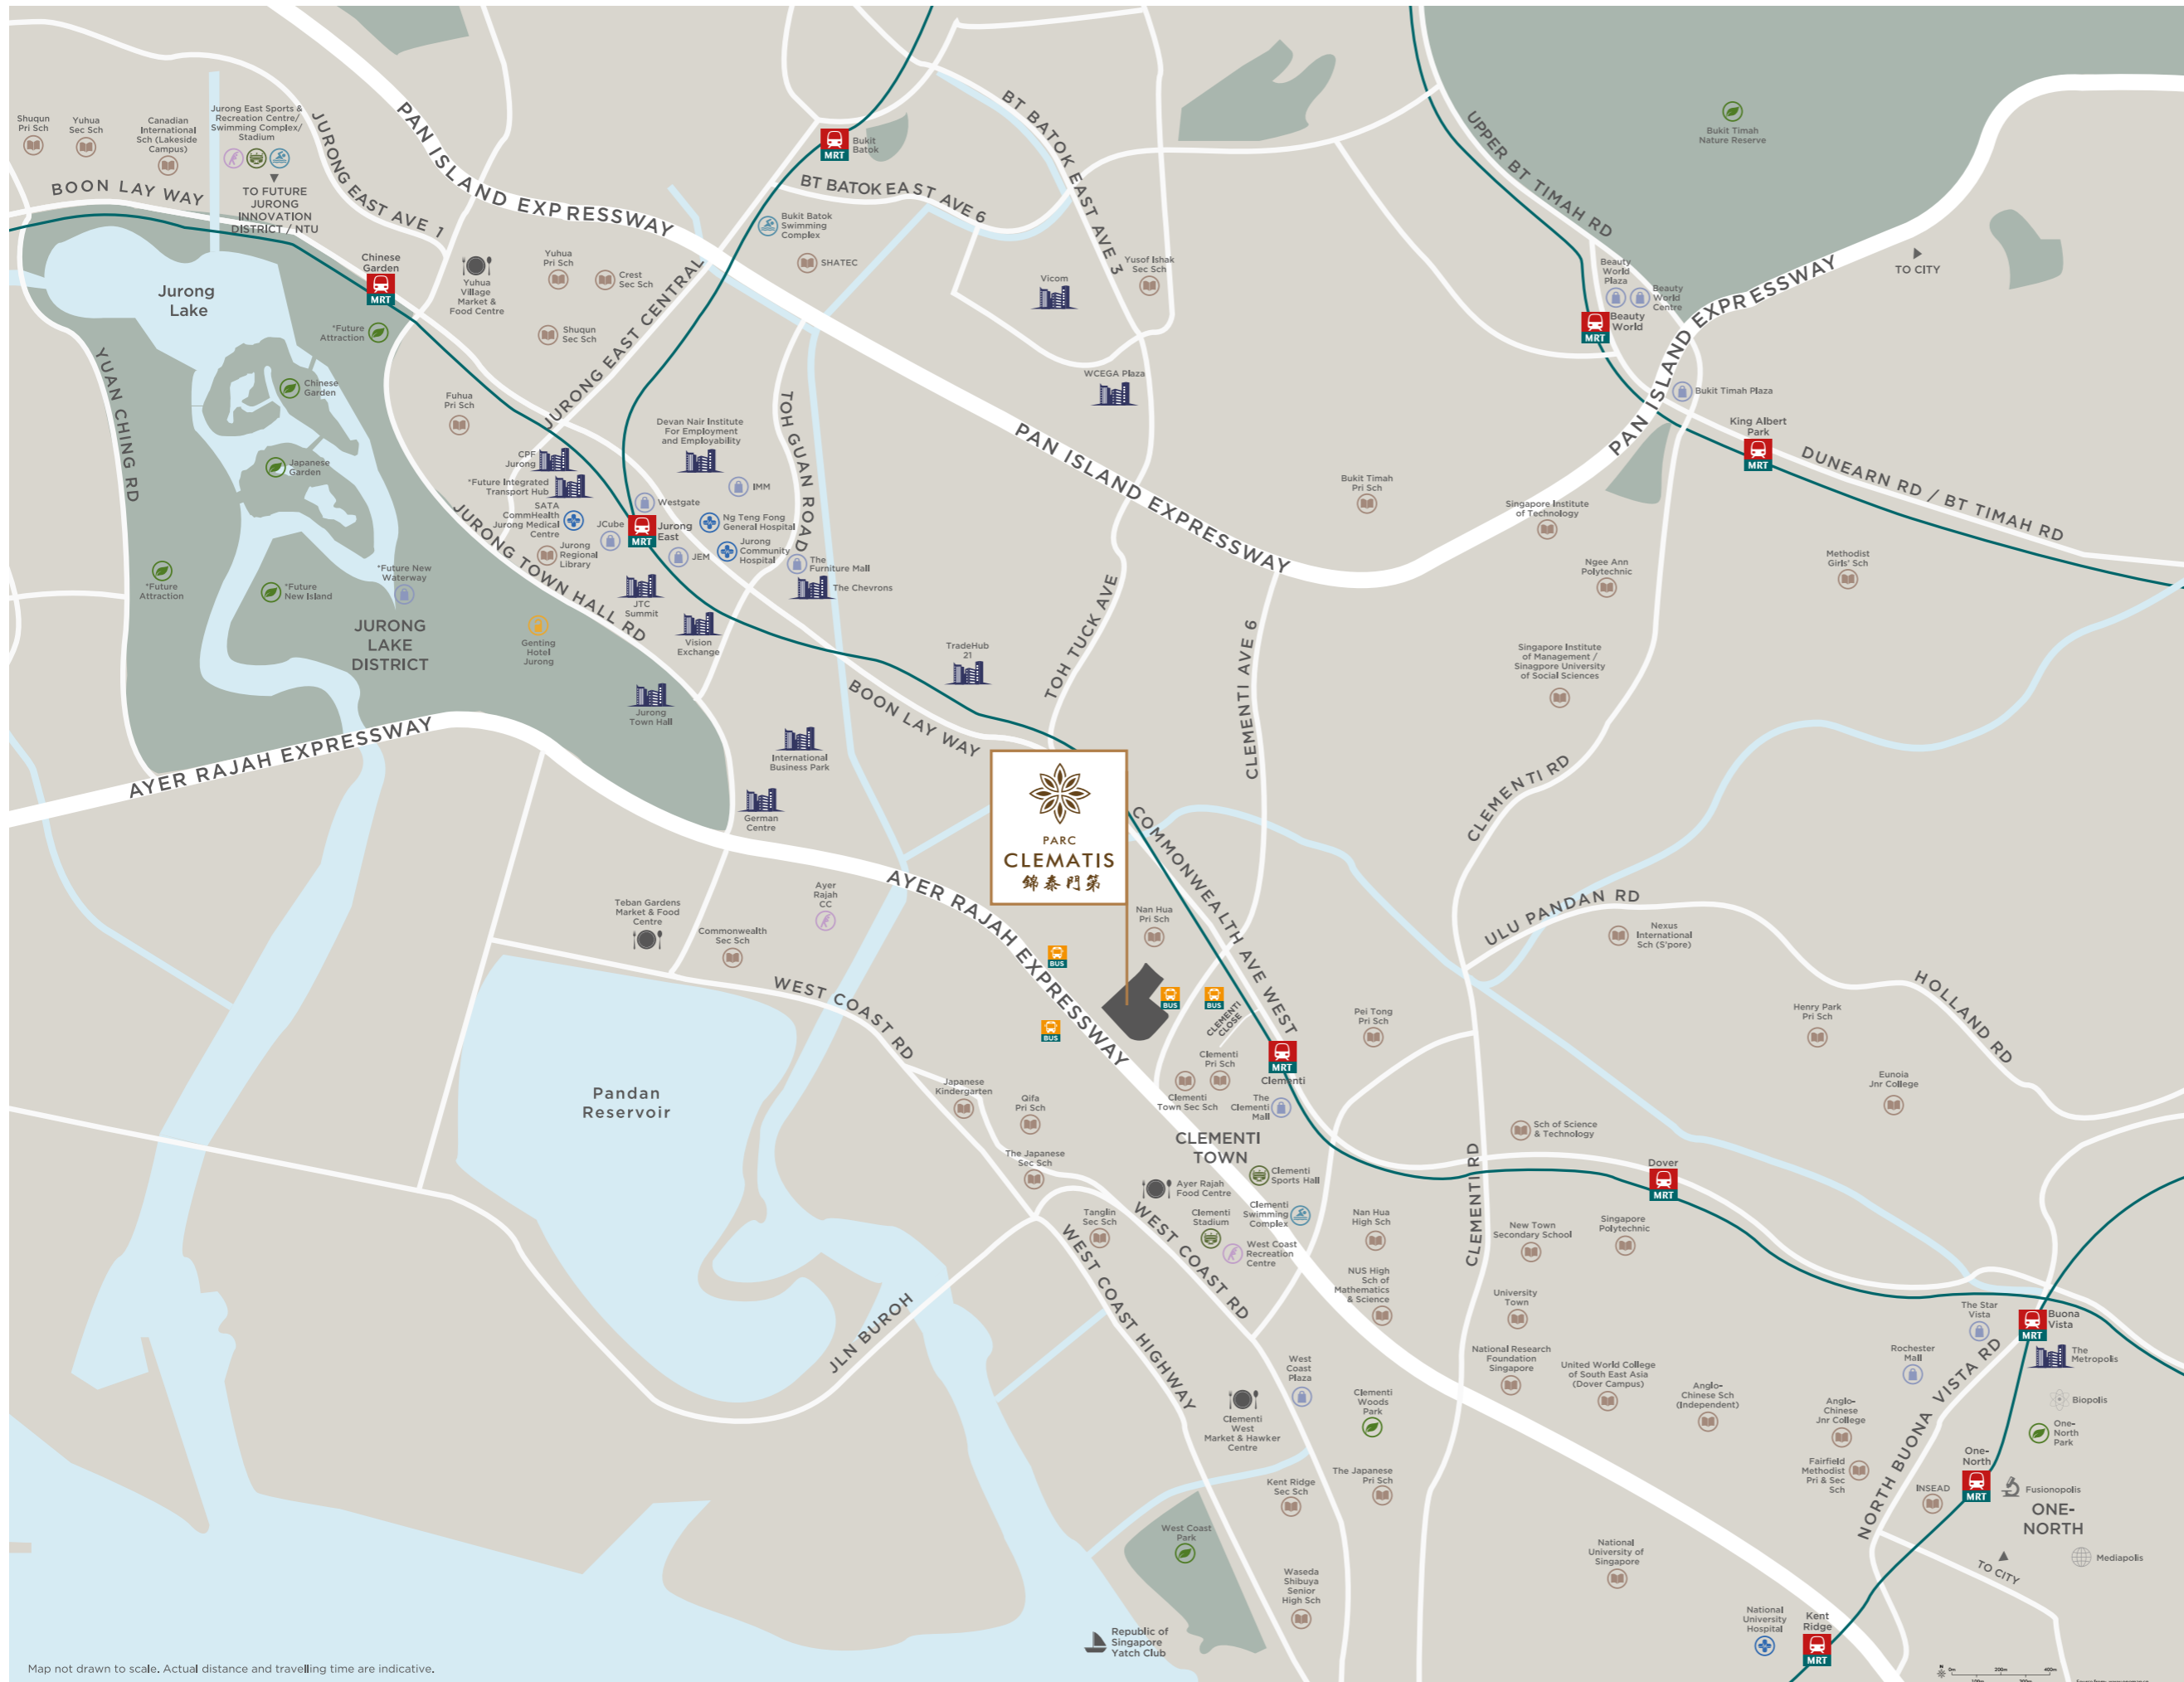 Shuqun
Pri Sch
Yuhua
Sec Sch
Canadian
International
Sch (Lakeside
Campus)
Jurong East Sports &
Recreation Centre/
Swimming Complex/
Stadium
TO FUTURE
JURONG
INNOVATION
DISTRICT / NTU
BOON LAY WAY
JURONG EAST AVE 1
PAN ISLAND EXPRESSWAY
MRT
Bukit
Batok
BT BATOK EAST AVE 6
BT BATOK EAST AVE 3
Bukit Batok
Swimming
Complex
SHATEC
Yusof Ishak
Sec Sch
Vicom
WCEGA Plaza
UPPER BT TIMAH RD
Bukit Timah
Nature Reserve
TO CITY
Beauty
World
Plaza
Beauty
World
Centre
Beauty
World
MRT
PAN ISLAND EXPRESSWAY
Bukit Timah Plaza
King Albert
Park
MRT
DUNEARN RD / BT TIMAH RD
Jurong
Lake
Chinese
Garden
MRT
*Future
Attraction
Yuhua
Village
Market &
Food Centre
Yuhua
Pri Sch
Crest
Sec Sch
Shuqun
Sec Sch
JURONG EAST CENTRAL
YUAN CHING RD
Chinese
Garden
Japanese
Garden
Fuhua
Pri Sch
CPF
Jurong
*Future Integrated
Transport Hub
SATA
CommHealth
Jurong Medical
Centre
JCube
Jurong
Regional
Library
Devan Nair Institute
For Employment
and Employability
IMM
Westgate
MRT
Jurong
East
JEM
Ng Teng Fong
General Hospital
Jurong
Community
Hospital
TOH GUAN ROAD
The
Furniture Mall
The Chevrons
PAN ISLAND EXPRESSWAY
Bukit Timah
Pri Sch
Singapore Institute
of Technology
Ngee Ann
Polytechnic
Methodist
Girls' Sch
*Future
Attraction
*Future
New Island
*Future New
Waterway
JURONG
LAKE
DISTRICT
JURONG TOWN HALL RD
Genting
Hotel
Jurong
JTC
Summit
Vision
Exchange
Jurong
Town Hall
TradeHub
21
TOH TUCK AVE
CLEMENTI AVE 6
Singapore Institute
of Management /
Sinagpore University
of Social Sciences
BOON LAY WAY
International
Business Park
German
Centre
AYER RAJAH EXPRESSWAY
PARC
CLEMATIS
錦泰門第
COMMONWEALTH AVE WEST
CLEMENTI RD
ULU PANDAN RD
Nexus
International
Sch (S'pore)
HOLLAND RD
AYER RAJAH EXPRESSWAY
Ayer
Rajah
CC
Teban Gardens
Market & Food
Centre
Commonwealth
Sec Sch
WEST COAST RD
Nan Hua
Pri Sch
BUS
BUS
BUS
BUS
CLEMENTI
CLOSE
Pei Tong
Pri Sch
Henry Park
Pri Sch
Eunoia
Jnr College
Pandan
Reservoir
Japanese
Kindergarten
Qifa
Pri Sch
The Japanese
Sec Sch
Clementi
Pri Sch
Clementi
Town Sec Sch
MRT
Clementi
The
Clementi
Mall
CLEMENTI
TOWN
Sch of Science
& Technology
Dover
MRT
Ayer Rajah
Food Centre
Clementi
Sports Hall
Clementi
Swimming
Complex
Clementi
Stadium
West Coast
Recreation
Centre
Tanglin
Sec Sch
WEST COAST RD
WEST COAST HIGHWAY
JLN BUROH
CLEMENTI RD
Nan Hua
High Sch
NUS High
Sch of
Mathematics
& Science
New Town
Secondary School
Singapore
Polytechnic
University
Town
National Research
Foundation
Singapore
United World College
of South East Asia
(Dover Campus)
Anglo-
Chinese Sch
(Independent)
Anglo-
Chinese
Jnr College
Fairfield
Methodist
Pri & Sec
Sch
The Star
Vista
Rochester
Mall
MRT
Buona
Vista
The
Metropolis
Biopolis
One-
North
Park
One-
North
MRT
INSEAD
Fusionopolis
ONE-
NORTH
Mediapolis
TO CITY
NORTH BUONA VISTA RD
West
Coast
Plaza
Clementi
Woods
Park
Clementi
West
Market & Hawker
Centre
Kent Ridge
Sec Sch
The Japanese
Pri Sch
West Coast
Park
Waseda
Shibuya
Senior
High Sch
Republic of
Singapore
Yatch Club
National
University of
Singapore
National
University
Hospital
Kent
Ridge
MRT
Map not drawn to scale. Actual distance and travelling time are indicative.
0m 200m 400m